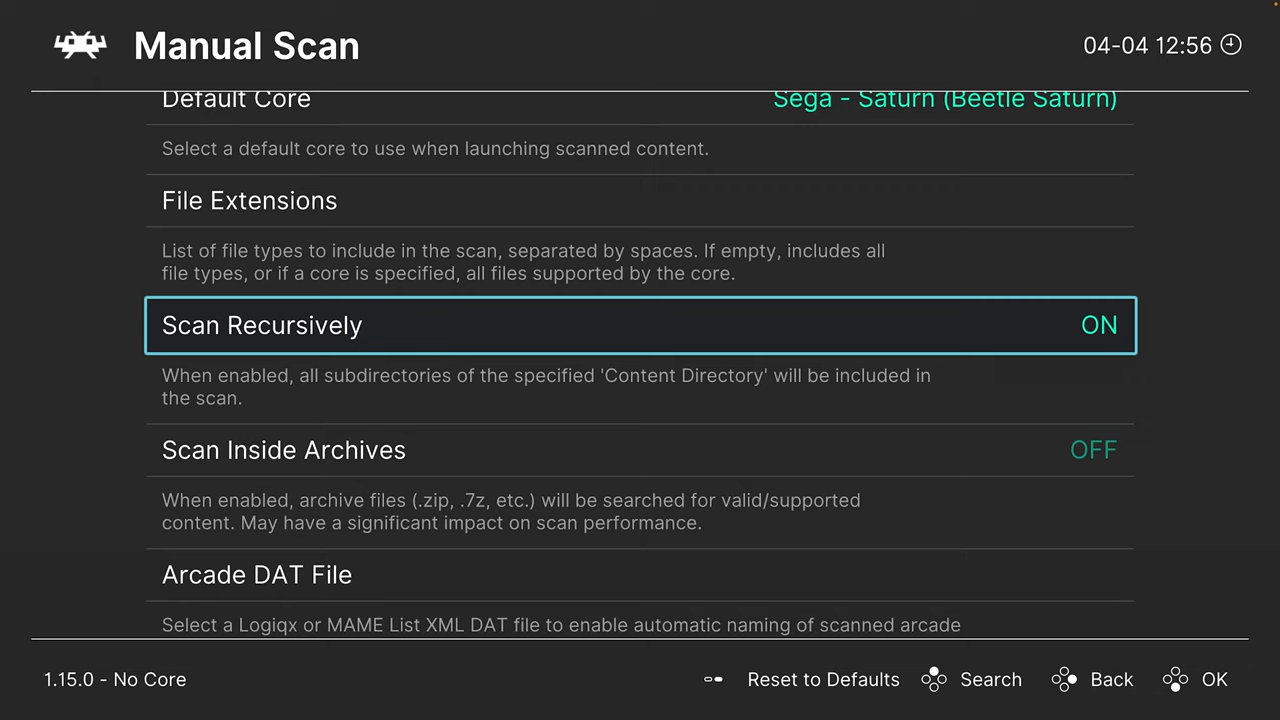 Manual Scan
04-04 12:56
Default Core
Sega - Saturn (Beetle Saturn)
Select a default core to use when launching scanned content.
File Extensions
List of file types to include in the scan, separated by spaces. If empty, includes all
file types, or if a core is specified, all files supported by the core.
Scan Recursively
ON
When enabled, all subdirectories of the specified 'Content Directory' will be included in
the scan.
Scan Inside Archives
OFF
When enabled, archive files (.zip, .7z, etc.) will be searched for valid/supported
content. May have a significant impact on scan performance.
Arcade DAT File
Select a Logiqx or MAME List XML DAT file to enable automatic naming of scanned arcade
1.15.0 - No Core
Reset to Defaults
Search
Back
OK